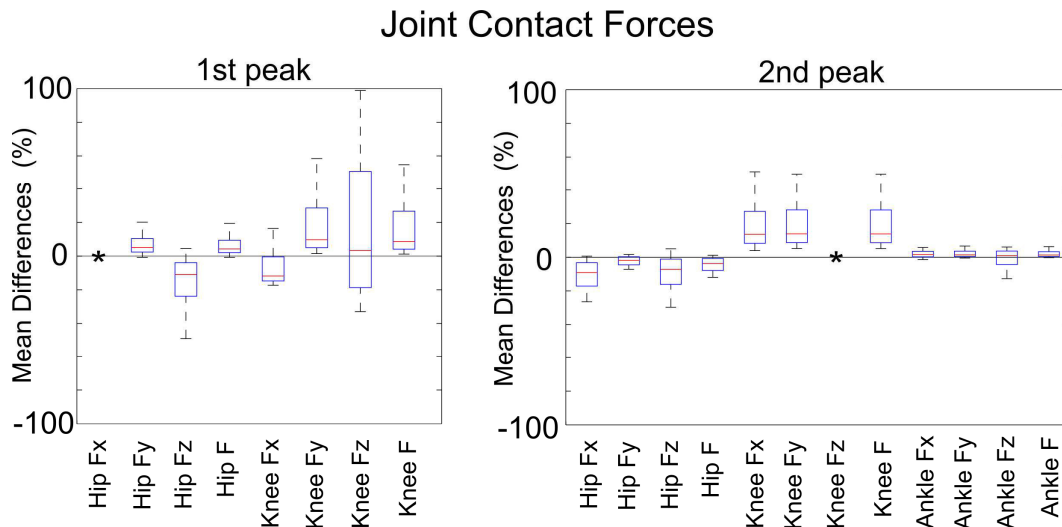 Joint Contact Forces
1st peak
2nd peak
Mean Differences (%)
100
0
-100
*
Hip Fx
Hip Fy
Hip Fz
Hip F
Knee Fx
Knee Fy
Knee Fz
Knee F
Mean Differences (%)
100
0
-100
*
Hip Fx
Hip Fy
Hip Fz
Hip F
Knee Fx
Knee Fy
Knee Fz
Knee F
Ankle Fx
Ankle Fy
Ankle Fz
Ankle F